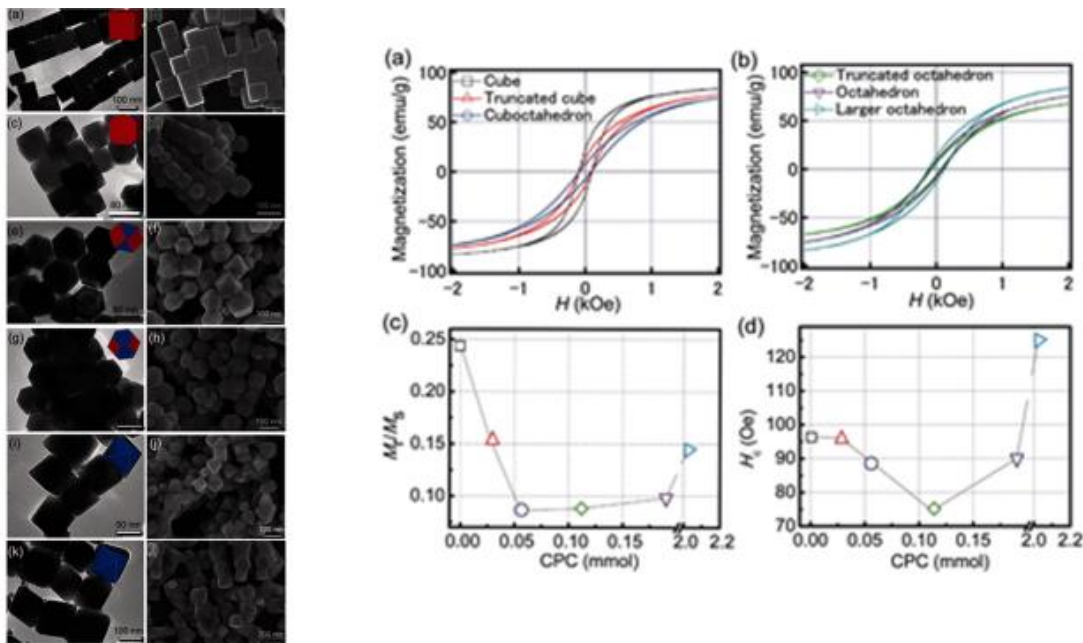 (a)
100 nm
(c)
(e)
(f)
(g)
(h)
(i)
(j)
(k)
(a)
Magnetization (emu/g)
100
50
0
−50
−100
Cube
Truncated cube
Cuboctahedron
−2 −1 0 1 2
H (kOe)
(b)
Magnetization (emu/g)
100
50
0
−50
−100
Truncated octahedron
Octahedron
Larger octahedron
−2 −1 0 1 2
H (kOe)
(c)
Mr/Ms
0.25
0.20
0.15
0.10
0.00 0.05 0.10 0.15 2.0 2.2
CPC (mmol)
(d)
Hc (Oe)
120
110
100
90
80
70
0.00 0.05 0.10 0.15 2.0 2.2
CPC (mmol)